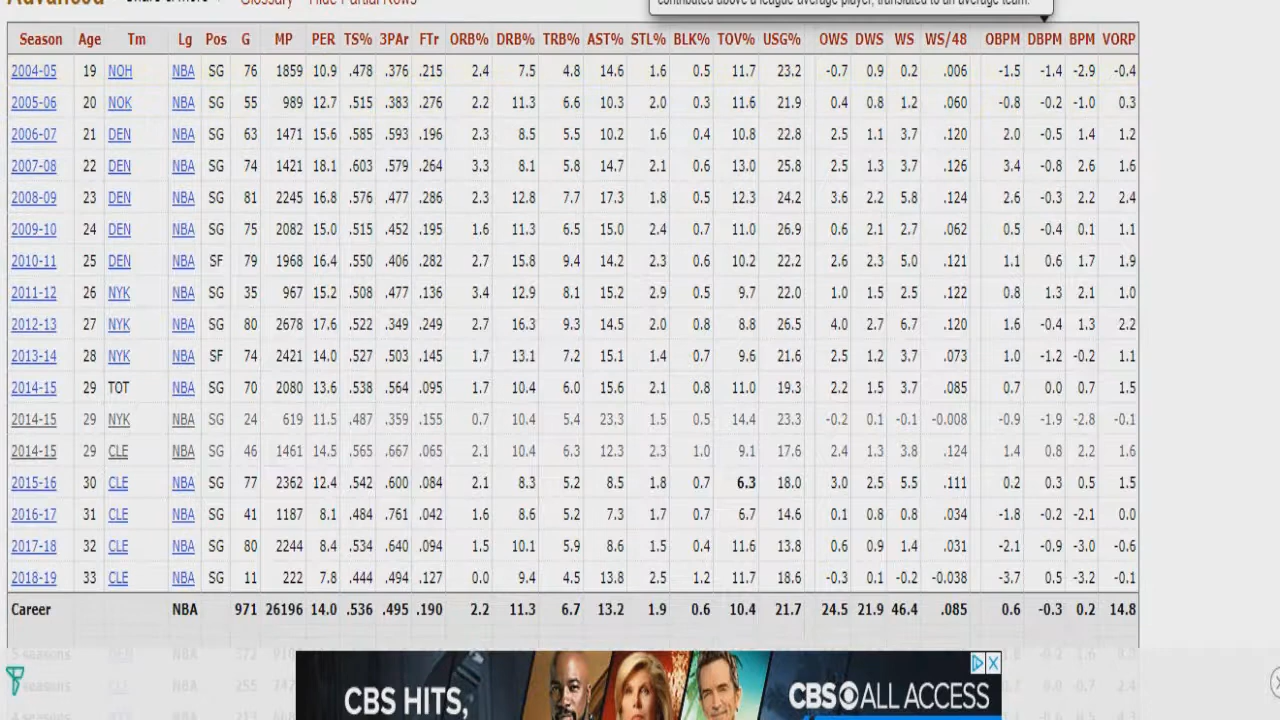 contributed above a league-average player, translated to an average team.
Advanced Share & more Glossary Hide Partial Rows
Season Age Tm Lg Pos G MP PER TS% 3PAr FTr ORB% DRB% TRB% AST% STL% BLK% TOV% USG% OWS DWS WS WS/48 OBPM DBPM BPM VORP
2004-05 19 NOH NBA SG 76 1859 10.9 .478 .376 .215 2.4 7.5 4.8 14.6 1.6 0.5 11.7 23.2 -0.7 0.9 0.2 .006 -1.5 -1.4 -2.9 -0.4
2005-06 20 NOK NBA SG 55 989 12.7 .515 .383 .276 2.2 11.3 6.6 10.3 2.0 0.3 11.6 21.9 0.4 0.8 1.2 .060 -0.8 -0.2 -1.0 0.3
2006-07 21 DEN NBA SG 63 1471 15.6 .585 .593 .196 2.3 8.5 5.5 10.2 1.6 0.4 10.8 22.8 2.5 1.1 3.7 .120 2.0 -0.5 1.4 1.2
2007-08 22 DEN NBA SG 74 1421 18.1 .603 .579 .264 3.3 8.1 5.8 14.7 2.1 0.6 13.0 25.8 2.5 1.3 3.7 .126 3.4 -0.8 2.6 1.6
2008-09 23 DEN NBA SG 81 2245 16.8 .576 .477 .286 2.3 12.8 7.7 17.3 1.8 0.5 12.3 24.2 3.6 2.2 5.8 .124 2.6 -0.3 2.2 2.4
2009-10 24 DEN NBA SG 75 2082 15.0 .515 .452 .195 1.6 11.3 6.5 15.0 2.4 0.7 11.0 26.9 0.6 2.1 2.7 .062 0.5 -0.4 0.1 1.1
2010-11 25 DEN NBA SF 79 1968 16.4 .550 .406 .282 2.7 15.8 9.4 14.2 2.3 0.6 10.2 22.2 2.6 2.3 5.0 .121 1.1 0.6 1.7 1.9
2011-12 26 NYK NBA SG 35 967 15.2 .508 .477 .136 3.4 12.9 8.1 15.2 2.9 0.5 9.7 22.0 1.0 1.5 2.5 .122 0.8 1.3 2.1 1.0
2012-13 27 NYK NBA SG 80 2678 17.6 .522 .349 .249 2.7 16.3 9.3 14.5 2.0 0.8 8.8 26.5 4.0 2.7 6.7 .120 1.6 -0.4 1.3 2.2
2013-14 28 NYK NBA SF 74 2421 14.0 .527 .503 .145 1.7 13.1 7.2 15.1 1.4 0.7 9.6 21.6 2.5 1.2 3.7 .073 1.0 -1.2 -0.2 1.1
2014-15 29 TOT NBA SG 70 2080 13.6 .538 .564 .095 1.7 10.4 6.0 15.6 2.1 0.8 11.0 19.3 2.2 1.5 3.7 .085 0.7 0.0 0.7 1.5
2014-15 29 NYK NBA SG 24 619 11.5 .487 .359 .155 0.7 10.4 5.4 23.3 1.5 0.5 14.4 23.3 -0.2 0.1 -0.1 -0.008 -0.9 -1.9 -2.8 -0.1
2014-15 29 CLE NBA SG 46 1461 14.5 .565 .667 .065 2.1 10.4 6.3 12.3 2.3 1.0 9.1 17.6 2.4 1.3 3.8 .124 1.4 0.8 2.2 1.6
2015-16 30 CLE NBA SG 77 2362 12.4 .542 .600 .084 2.1 8.3 5.2 8.5 1.8 0.7 6.3 18.0 3.0 2.5 5.5 .111 0.2 0.3 0.5 1.5
2016-17 31 CLE NBA SG 41 1187 8.1 .484 .761 .042 1.6 8.6 5.2 7.3 1.7 0.7 6.7 14.6 0.1 0.8 0.8 .034 -1.8 -0.2 -2.1 0.0
2017-18 32 CLE NBA SG 80 2244 8.4 .534 .640 .094 1.5 10.1 5.9 8.6 1.5 0.4 11.6 13.8 0.6 0.9 1.4 .031 -2.1 -0.9 -3.0 -0.6
2018-19 33 CLE NBA SG 11 222 7.8 .444 .494 .127 0.0 9.4 4.5 13.8 2.5 1.2 11.7 18.6 -0.3 0.1 -0.2 -0.038 -3.7 0.5 -3.2 -0.1
Career NBA 971 26196 14.0 .536 .495 .190 2.2 11.3 6.7 13.2 1.9 0.6 10.4 21.7 24.5 21.9 46.4 .085 0.6 -0.3 0.2 14.8
seasons NBA
seasons NBA 255
CBS HITS,
CBS ALL ACCESS